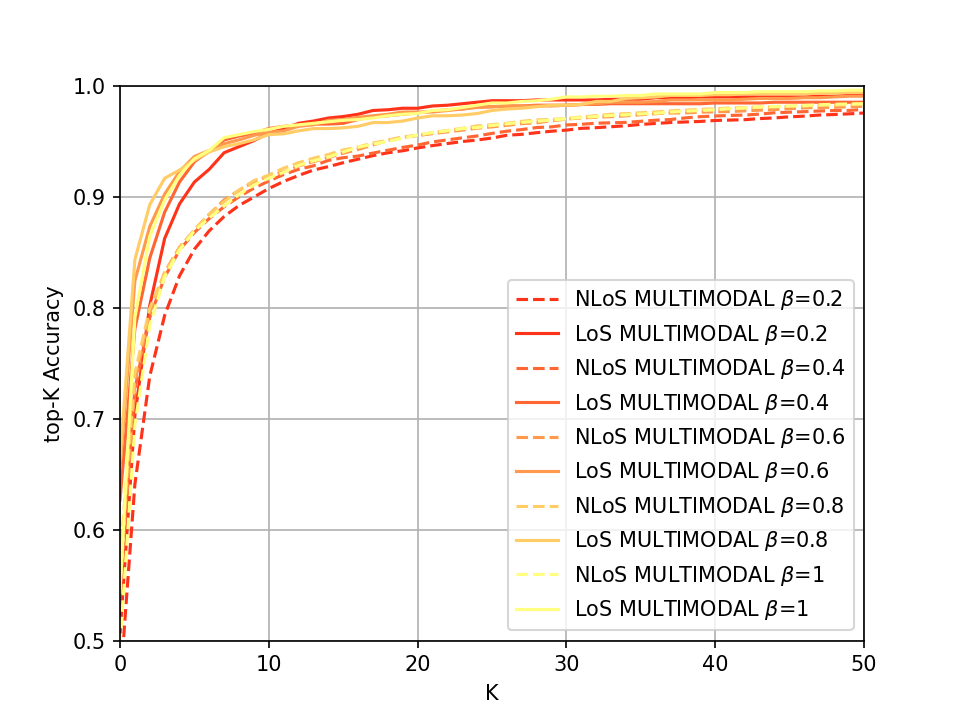 1.0
0.9
0.8
0.7
0.6
0.5
top-K Accuracy
0
10
20
30
40
50
K
NLoS MULTIMODAL β=0.2
LoS MULTIMODAL β=0.2
NLoS MULTIMODAL β=0.4
LoS MULTIMODAL β=0.4
NLoS MULTIMODAL β=0.6
LoS MULTIMODAL β=0.6
NLoS MULTIMODAL β=0.8
LoS MULTIMODAL β=0.8
NLoS MULTIMODAL β=1
LoS MULTIMODAL β=1